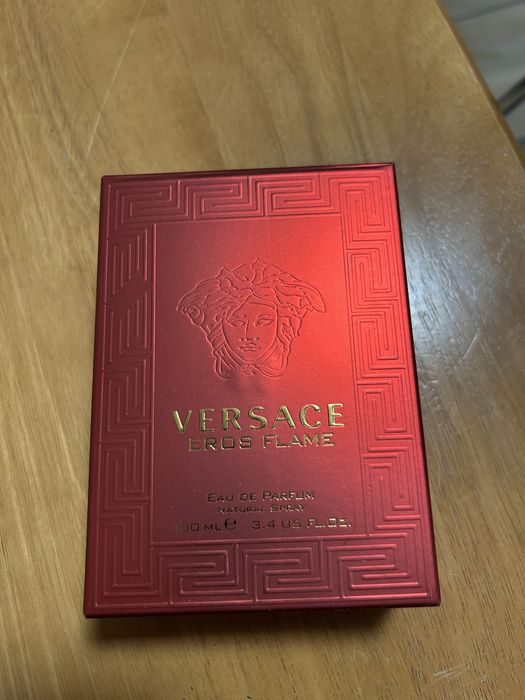 VERSACE
EROS FLAME
EAU DE PARFUM
NATURAL SPRAY
100 ML ℮ 3.4 US FL.OZ.